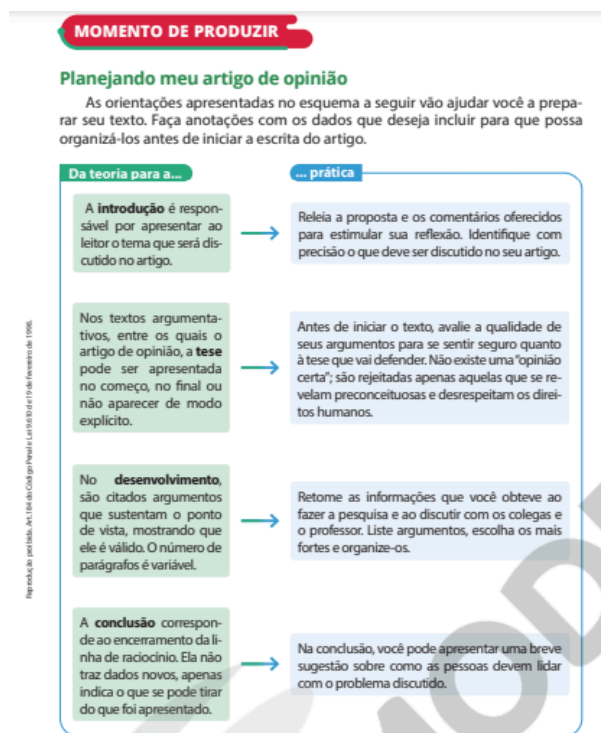 MOMENTO DE PRODUZIR
Planejando meu artigo de opinião
As orientações apresentadas no esquema a seguir vão ajudar você a prepa-
rar seu texto. Faça anotações com os dados que deseja incluir para que possa
organizá-los antes de iniciar a escrita do artigo.
Da teoria para a...
... prática
A introdução é respon-
sável por apresentar ao
leitor o tema que será dis-
cutido no artigo.
Releia a proposta e os comentários oferecidos
para estimular sua reflexão. Identifique com
precisão o que deve ser discutido no seu artigo.
Nos textos argumenta-
tivos, entre os quais o
artigo de opinião, a tese
pode ser apresentada
no começo, no final ou
não aparecer de modo
explícito.
Antes de iniciar o texto, avalie a qualidade de
seus argumentos para se sentir seguro quanto
à tese que vai defender. Não existe uma “opinião
certa”; são rejeitadas apenas aquelas que se re-
velam preconceituosas e desrespeitam os direi-
tos humanos.
No desenvolvimento,
são citados argumentos
que sustentam o ponto
de vista, mostrando que
ele é válido. O número de
parágrafos é variável.
Retome as informações que você obteve ao
fazer a pesquisa e ao discutir com os colegas e
o professor. Liste argumentos, escolha os mais
fortes e organize-os.
A conclusão correspon-
de ao encerramento da li-
nha de raciocínio. Ela não
traz dados novos, apenas
indica o que se pode tirar
do que foi apresentado.
Na conclusão, você pode apresentar uma breve
sugestão sobre como as pessoas devem lidar
com o problema discutido.
Reprodução proibida. Art. 184 do Código Penal e Lei 9.610 de 19 de fevereiro de 1998.
MOD